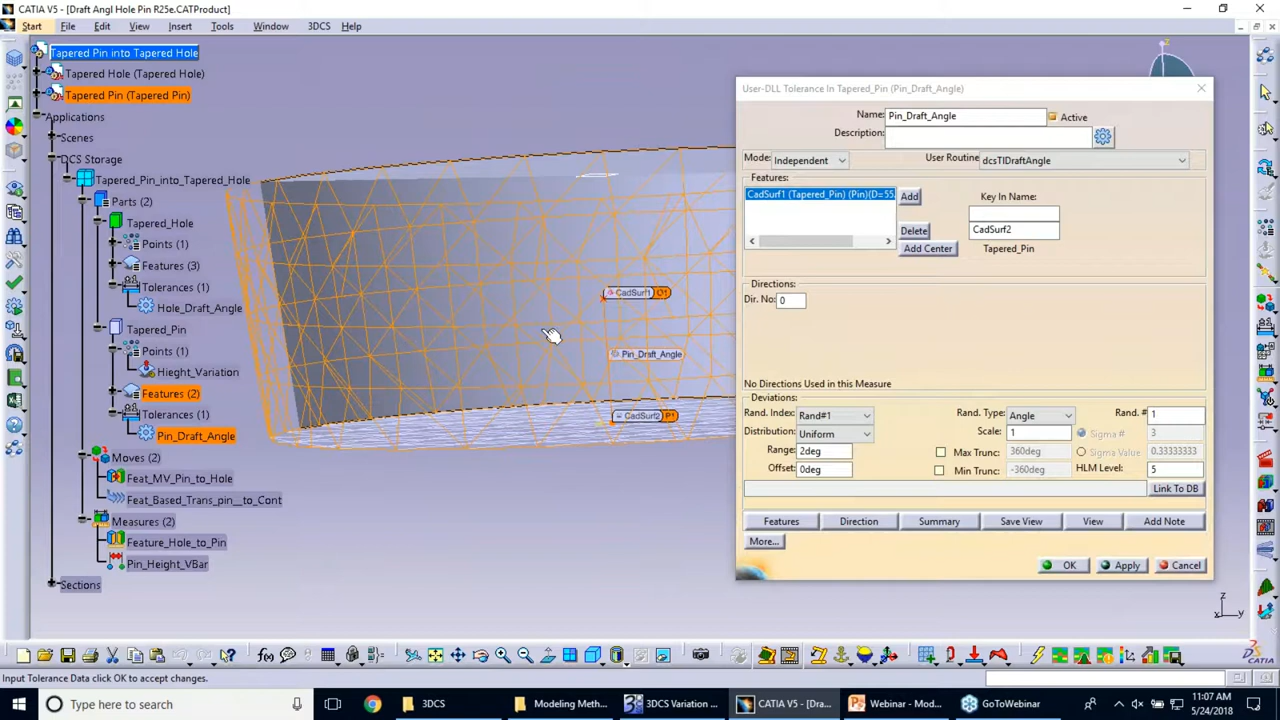 CATIA V5 - [Draft Angl Hole Pin R25e.CATProduct]
Start File Edit View Insert Tools Window 3DCS Help
Tapered Pin into Tapered Hole
Tapered Hole (Tapered Hole)
Tapered Pin (Tapered Pin)
Applications
Scenes
DCS Storage
Tapered_Pin_into_Tapered_Hole
Parts (2)
Tapered_Hole
Points (1)
Features (3)
Tolerances (1)
Hole_Draft_Angle
Tapered_Pin
Points (1)
Hieght_Variation
Features (2)
Tolerances (1)
Pin_Draft_Angle
Moves (2)
Feat_MV_Pin_to_Hole
Feat_Based_Trans_pin__to_Cont
Measures (2)
Feature_Hole_to_Pin
Pin_Height_VBar
Sections
CadSurf1
Pin_Draft_Angle
CadSurf2
User-DLL Tolerance In Tapered_Pin (Pin_Draft_Angle)
Name: Pin_Draft_Angle Active
Description:
Mode: Independent User Routine dcsTlDraftAngle
Features:
CadSurf1 (Tapered_Pin) (Pin)(D=55. Add Key In Name:
Delete CadSurf2
Add Center Tapered_Pin
Directions:
Dir. No: 0
No Directions Used in this Measure
Deviations:
Rand. Index: Rand#1 Rand. Type: Angle Rand. # 1
Distribution: Uniform Scale: 1 Sigma # 3
Range: 2deg Max Trunc: 360deg Sigma Value 0.33333333
Offset: 0deg Min Trunc: -360deg HLM Level: 5
Link To DB
Features Direction Summary Save View View Add Note
More...
OK Apply Cancel
z
y
Input Tolerance Data click OK to accept changes.
Type here to search 3DCS Modeling Meth... 3DCS Variation ... CATIA V5 - [Dra... Webinar - Mod... GoToWebinar
11:07 AM
5/24/2018